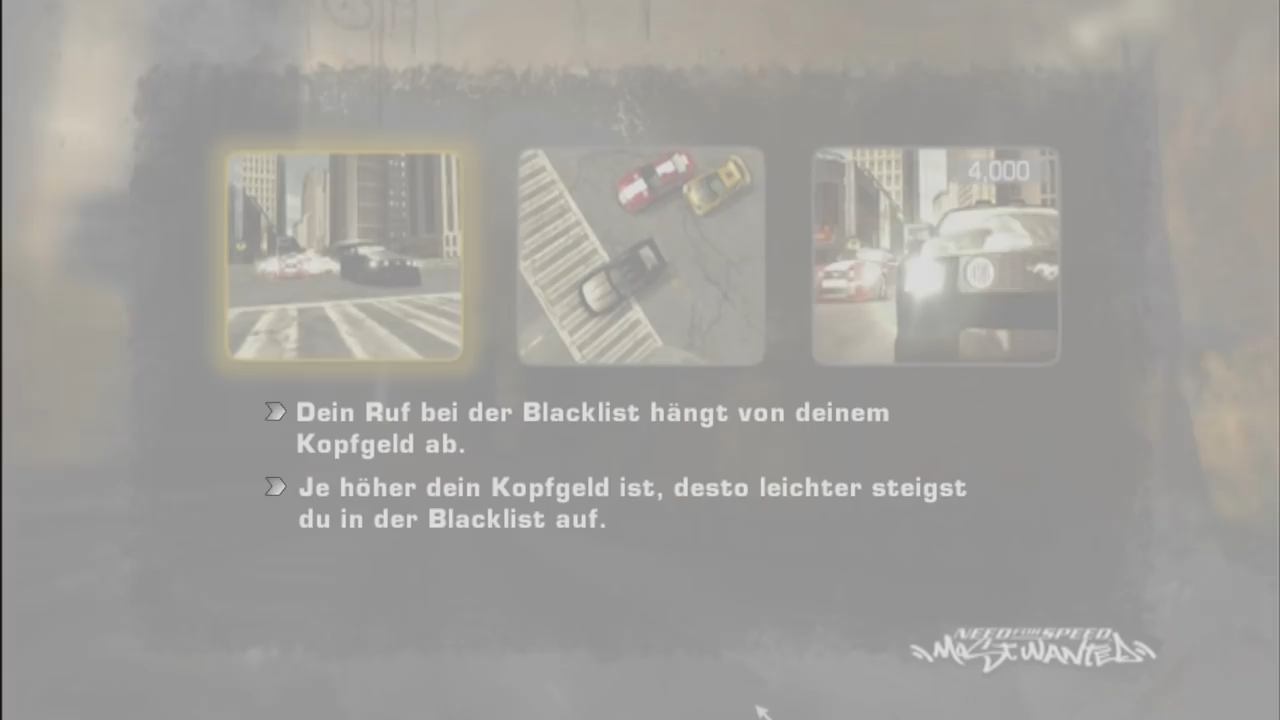 4,000
Dein Ruf bei der Blacklist hängt von deinem
Kopfgeld ab.
Je höher dein Kopfgeld ist, desto leichter steigst
du in der Blacklist auf.
NEED FOR SPEED
MOST WANTED